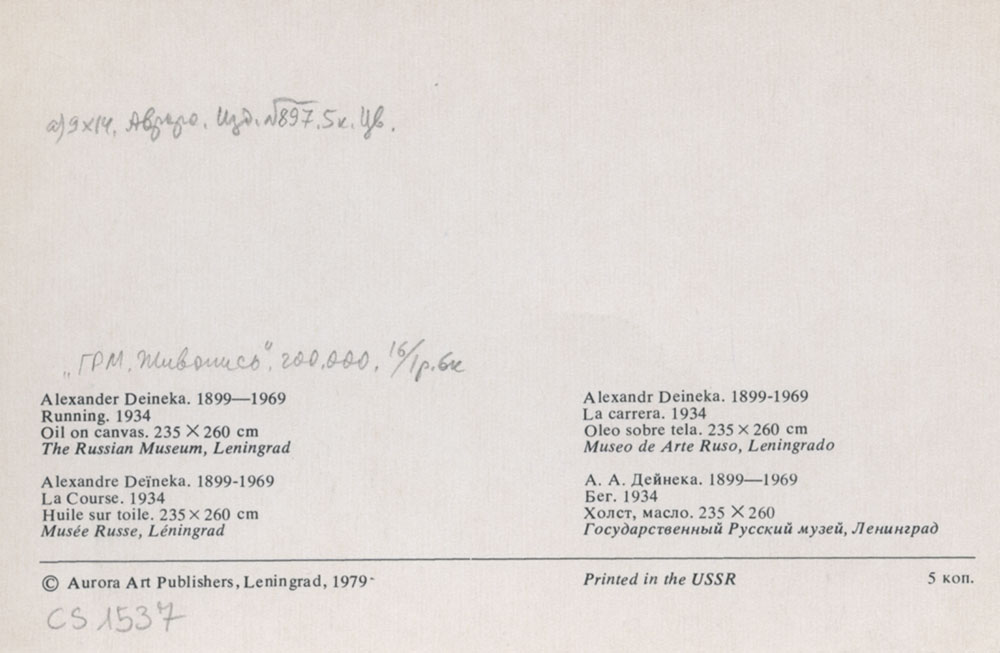 а) 9x14, Аврора. Изд. №897. 5к. Цв.
„ГРМ. Живопись". 200.000. 16/1р.6к
Alexander Deineka. 1899—1969
Running. 1934
Oil on canvas. 235 × 260 cm
The Russian Museum, Leningrad
Alexandre Deïneka. 1899-1969
La Course. 1934
Huile sur toile. 235 × 260 cm
Musée Russe, Léningrad
Alexandr Deineka. 1899-1969
La carrera. 1934
Oleo sobre tela. 235 × 260 cm
Museo de Arte Ruso, Leningrado
А. А. Дейнека. 1899—1969
Бег. 1934
Холст, масло. 235 × 260
Государственный Русский музей, Ленинград
© Aurora Art Publishers, Leningrad, 1979
Printed in the USSR
5 коп.
CS 1537